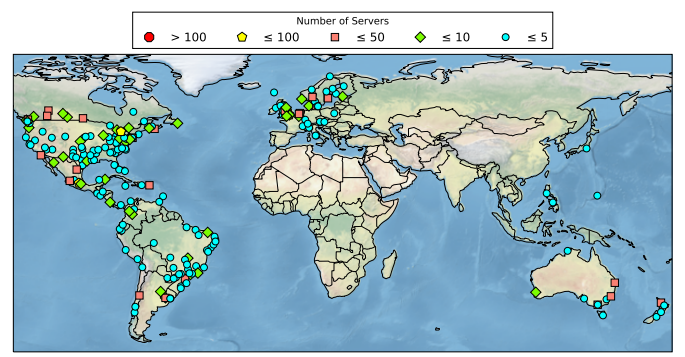 Number of Servers
> 100 ≤ 100 ≤ 50 ≤ 10 ≤ 5